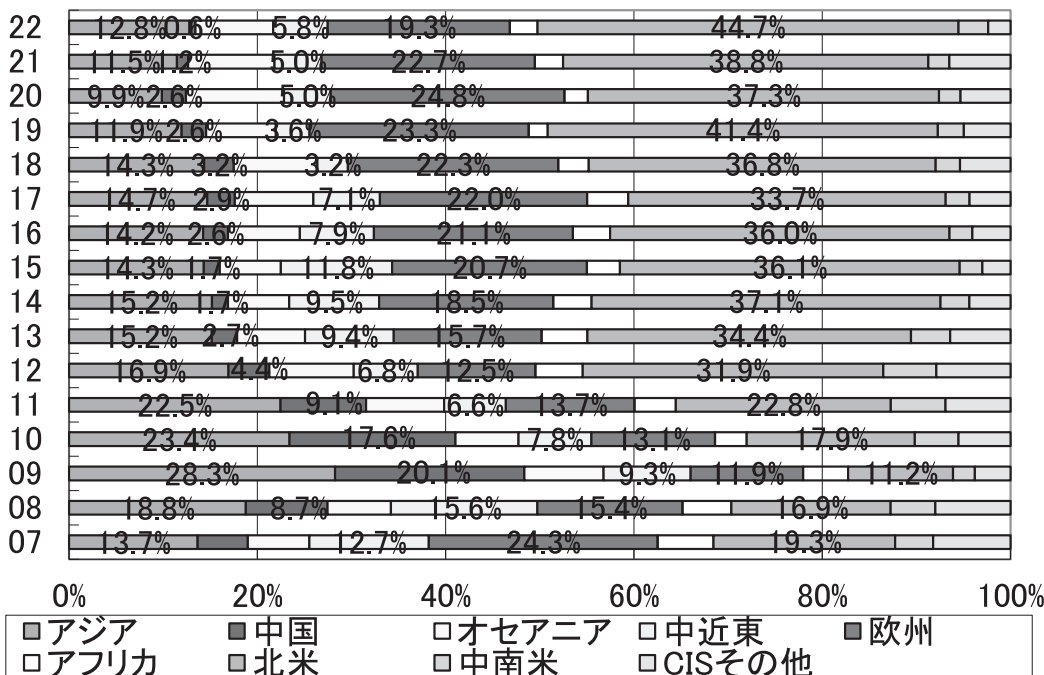 22 12.8% 0.6% 5.8% 19.3% 44.7%
21 11.5% 1.2% 5.0% 22.7% 38.8%
20 9.9% 2.6% 5.0% 24.8% 37.3%
19 11.9% 2.6% 3.6% 23.3% 41.4%
18 14.3% 3.2% 3.2% 22.3% 36.8%
17 14.7% 2.9% 7.1% 22.0% 33.7%
16 14.2% 2.6% 7.9% 21.1% 36.0%
15 14.3% 1.7% 11.8% 20.7% 36.1%
14 15.2% 1.7% 9.5% 18.5% 37.1%
13 15.2% 2.7% 9.4% 15.7% 34.4%
12 16.9% 4.4% 6.8% 12.5% 31.9%
11 22.5% 9.1% 6.6% 13.7% 22.8%
10 23.4% 17.6% 7.8% 13.1% 17.9%
09 28.3% 20.1% 9.3% 11.9% 11.2%
08 18.8% 8.7% 15.6% 15.4% 16.9%
07 13.7% 12.7% 24.3% 19.3%
0% 20% 40% 60% 80% 100%
アジア 中国 オセアニア 中近東 欧州
アフリカ 北米 中南米 CISその他